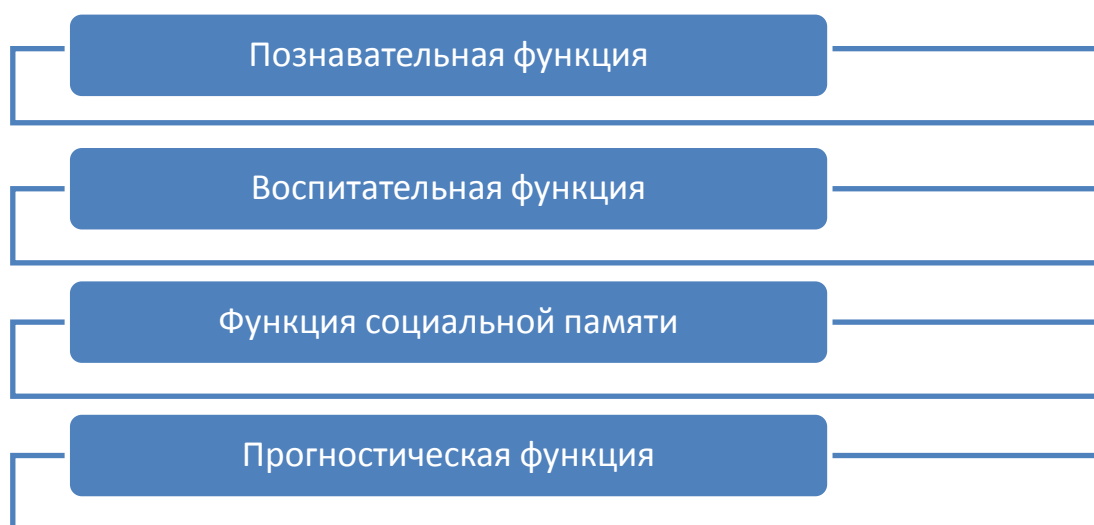 Познавательная функция
Воспитательная функция
Функция социальной памяти
Прогностическая функция